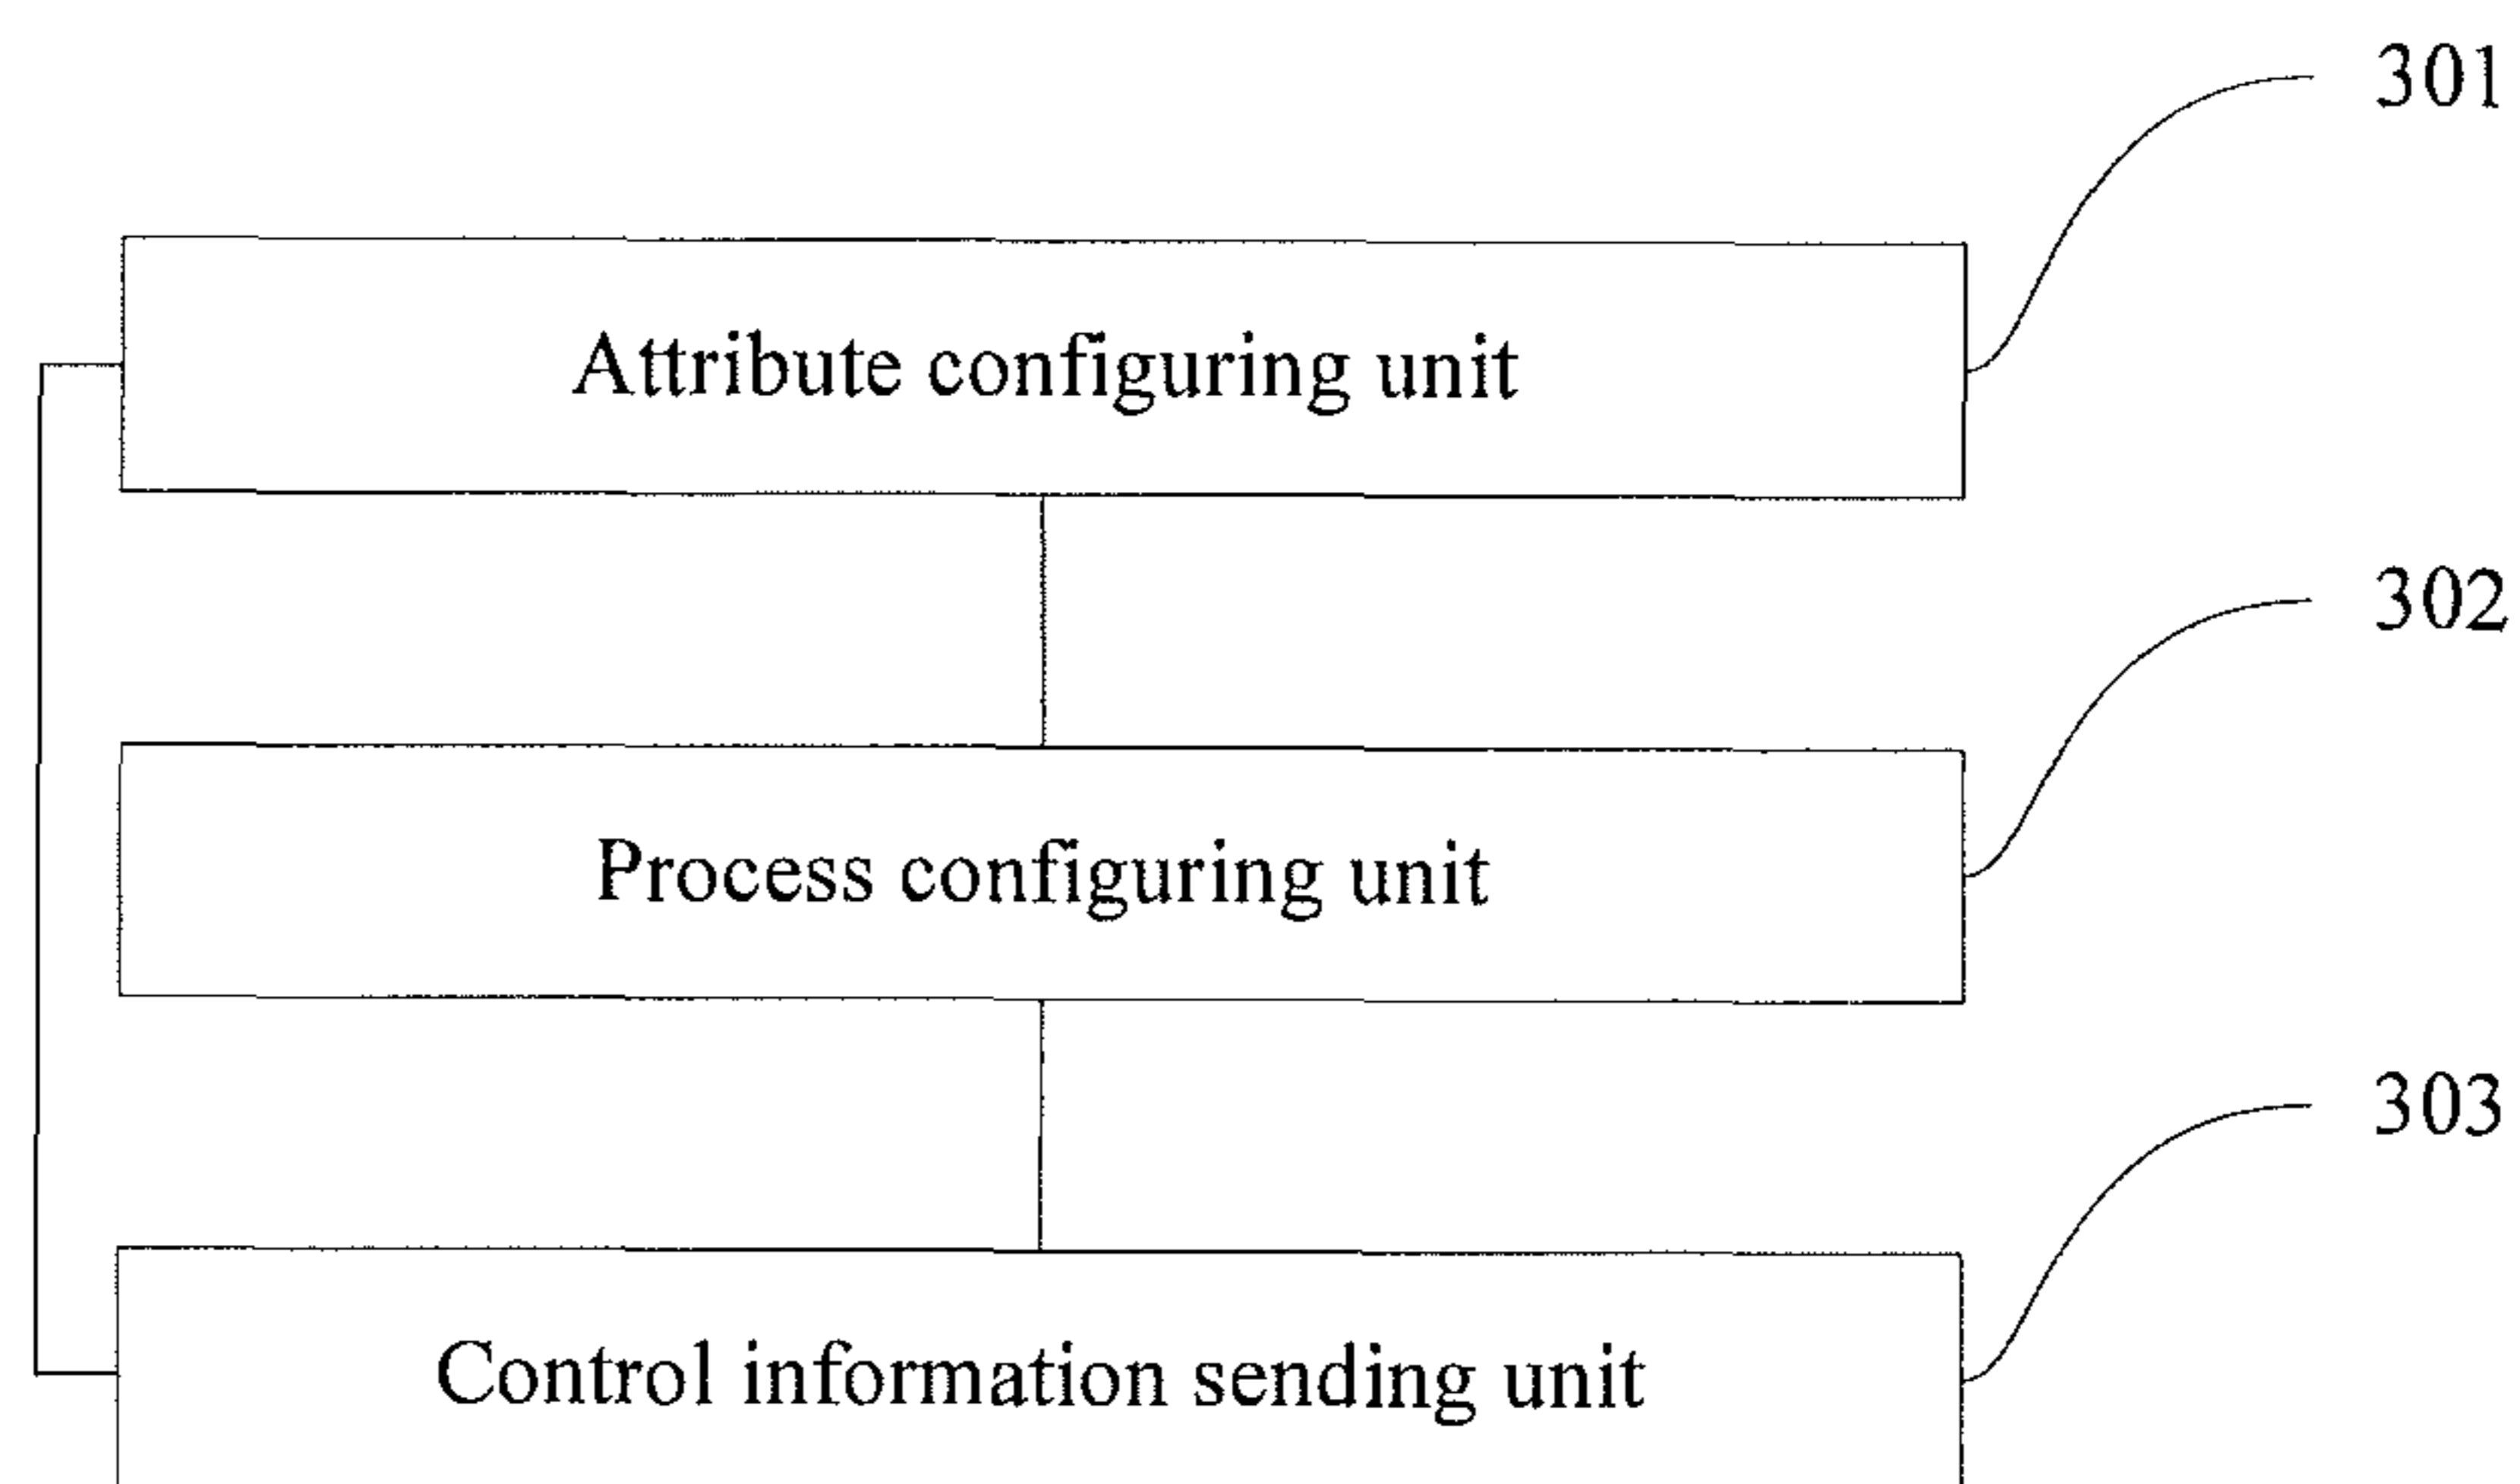 301
Attribute configuring unit
302
Process configuring unit
303
Control information sending unit